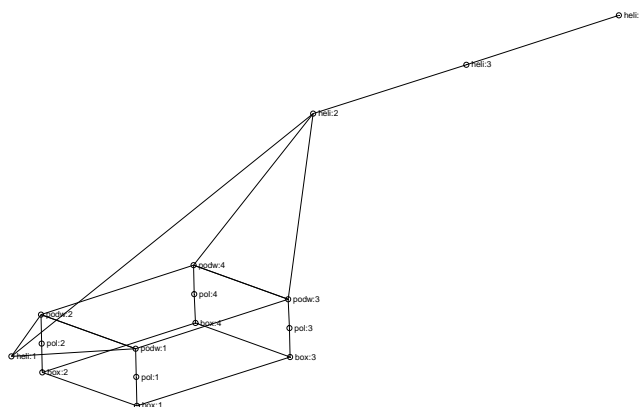 heli:
heli:3
heli:2
podw:4
pol:4
podw:3
podw:2
box:4
pol:3
pol:2
podw:1
heli:1
box:3
box:2
pol:1
box:1